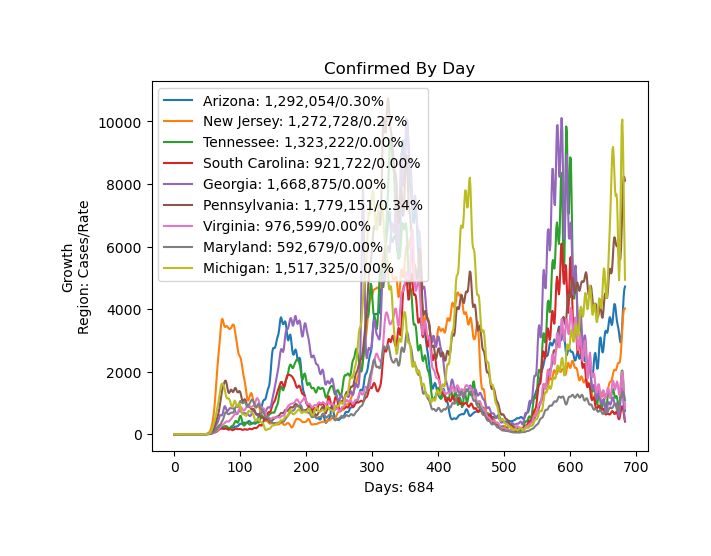 Confirmed By Day
Growth
Region: Cases/Rate
10000
8000
6000
4000
2000
0
Arizona: 1,292,054/0.30%
New Jersey: 1,272,728/0.27%
Tennessee: 1,323,222/0.00%
South Carolina: 921,722/0.00%
Georgia: 1,668,875/0.00%
Pennsylvania: 1,779,151/0.34%
Virginia: 976,599/0.00%
Maryland: 592,679/0.00%
Michigan: 1,517,325/0.00%
0 100 200 300 400 500 600 700
Days: 684